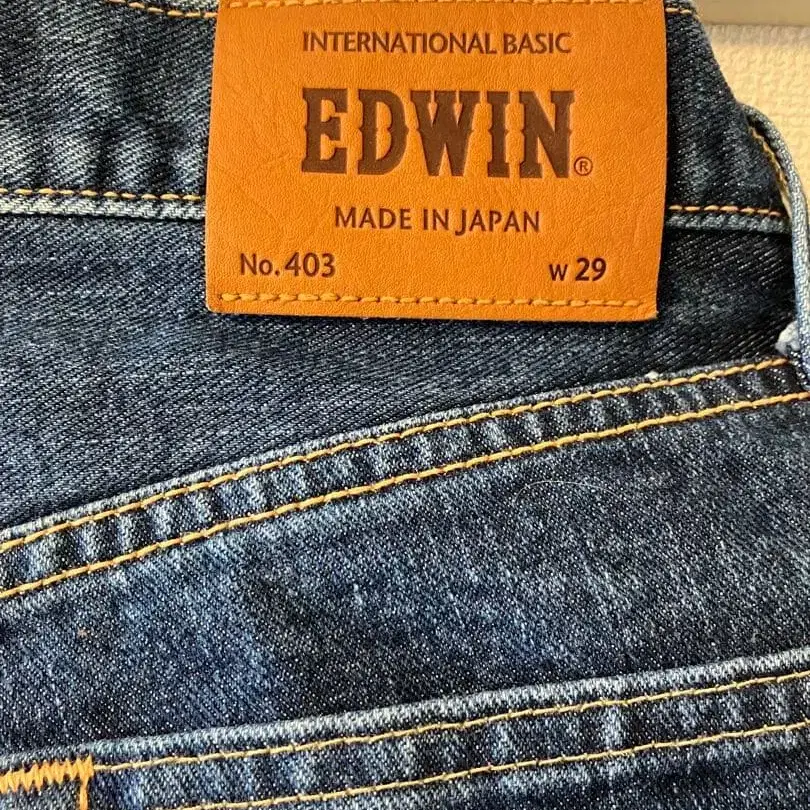 INTERNATIONAL BASIC
EDWIN®
MADE IN JAPAN
No. 403 W 29